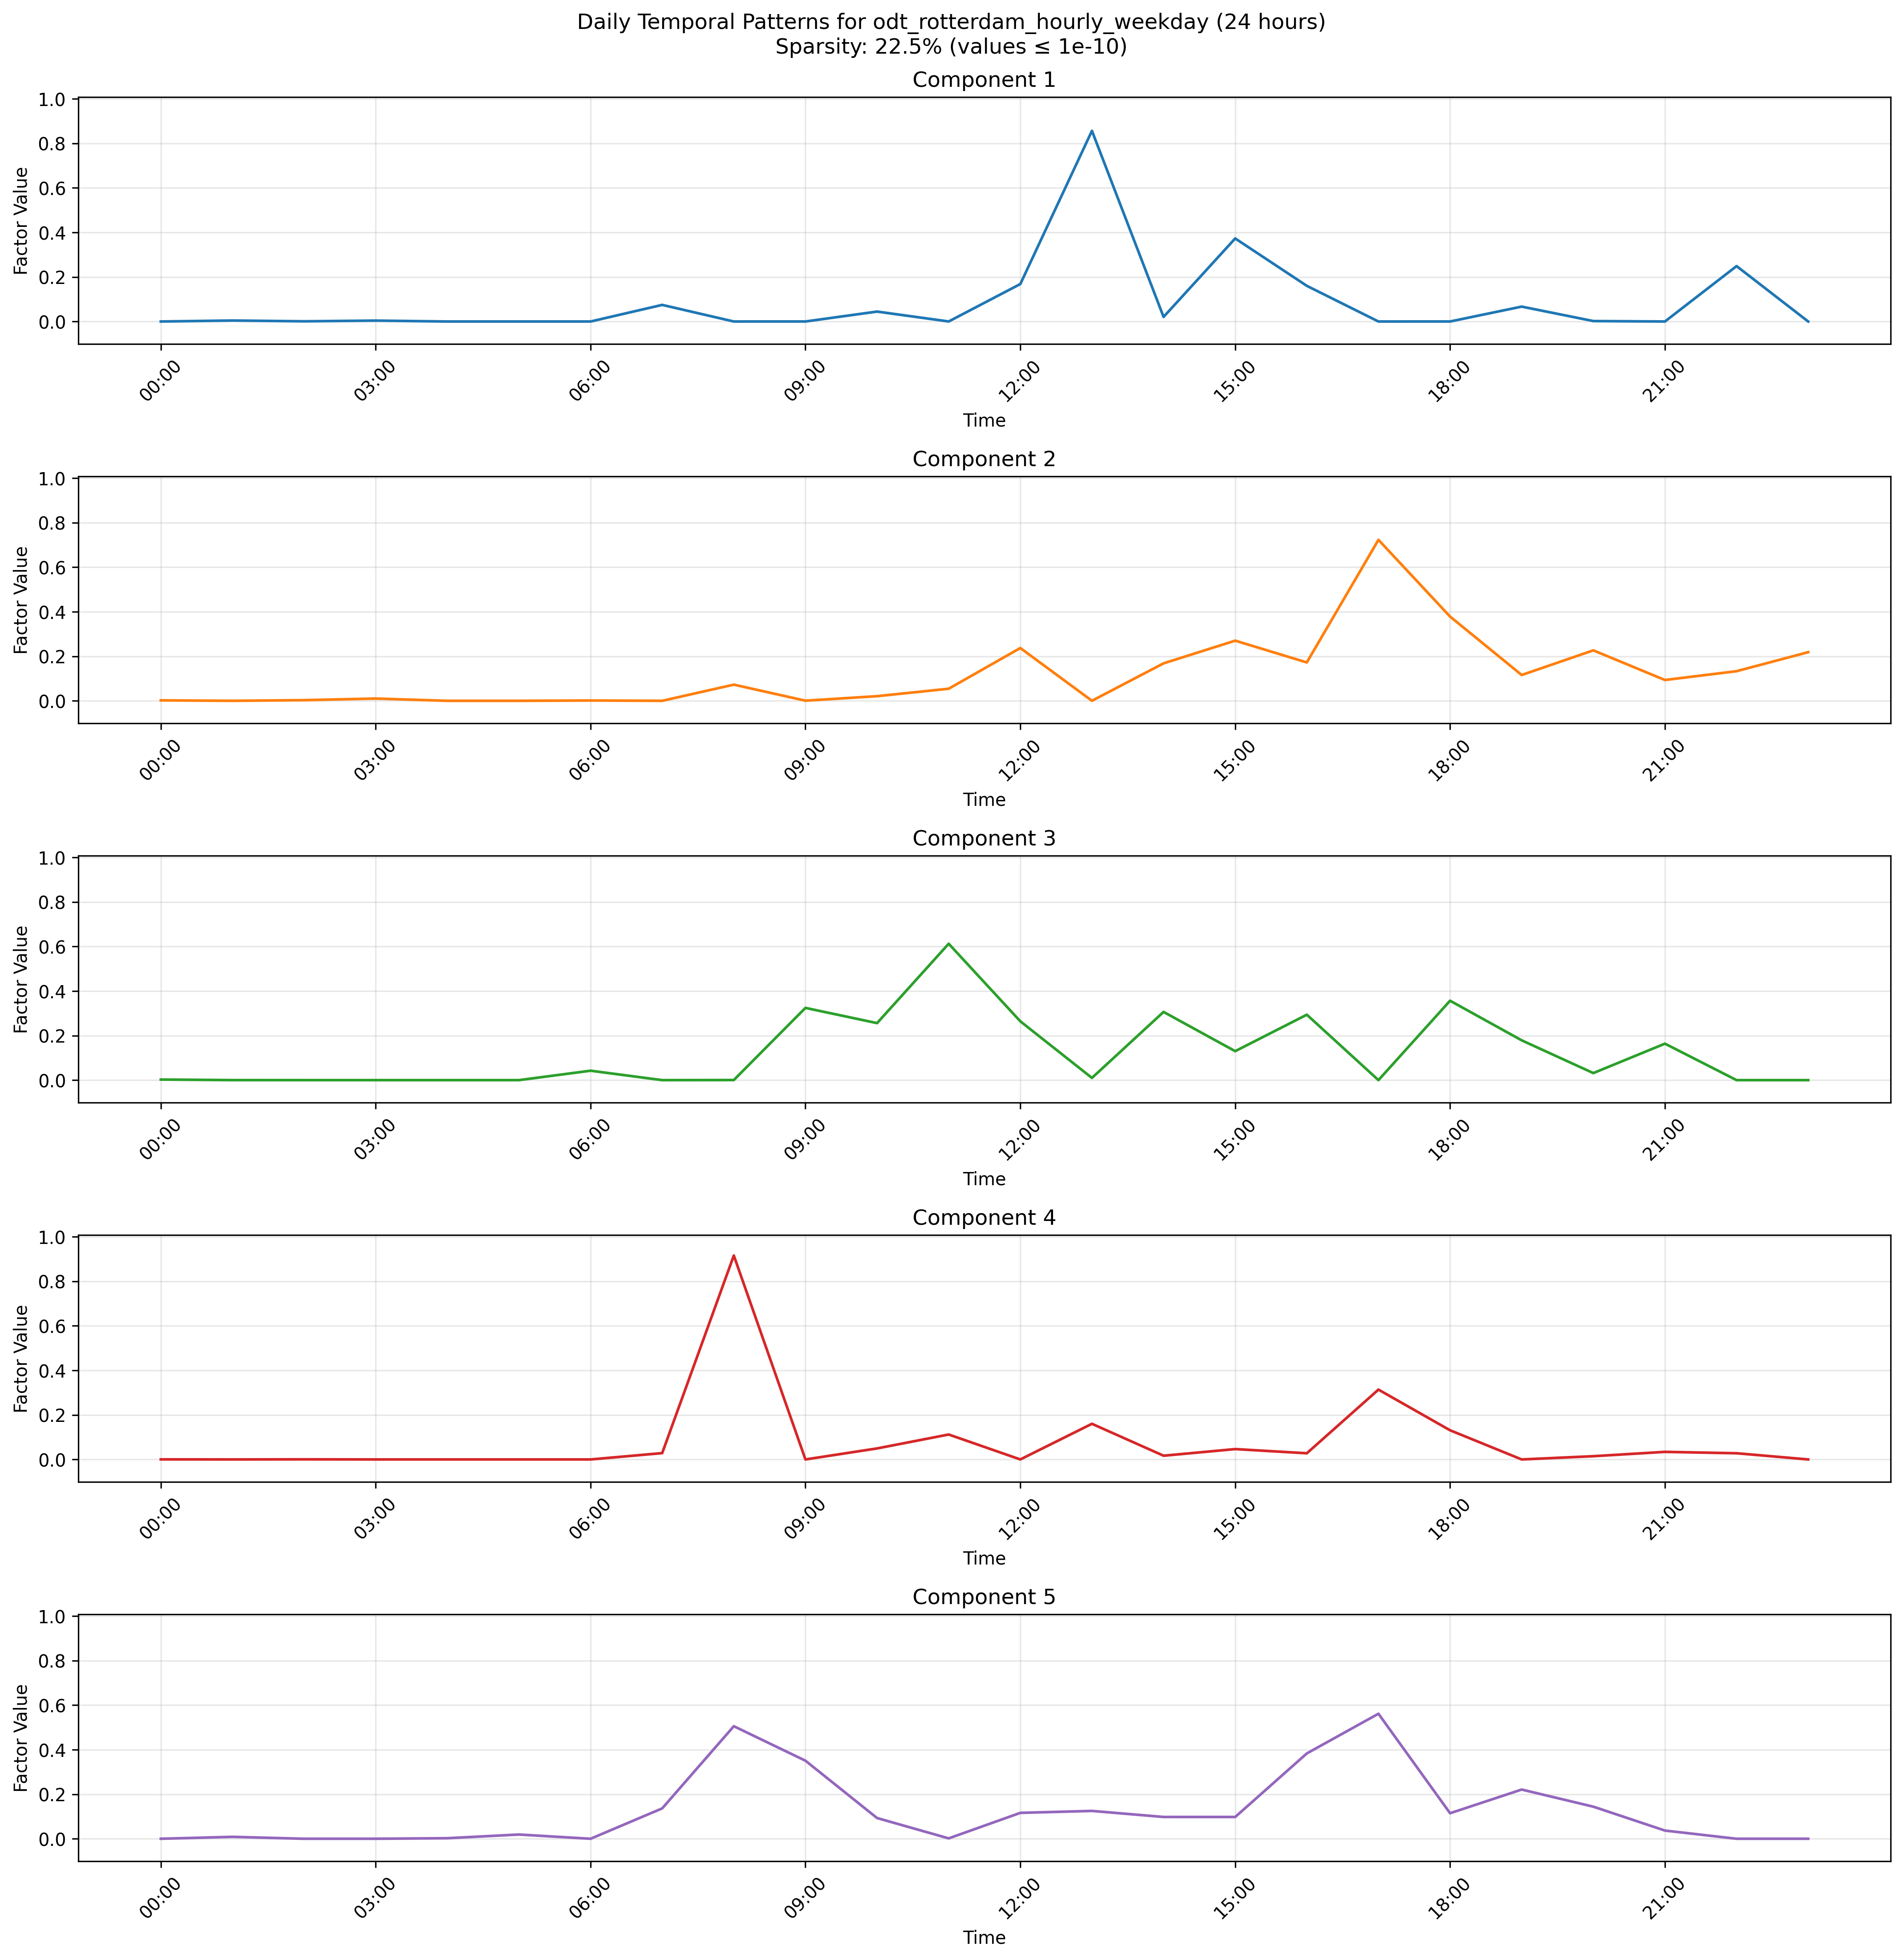 Daily Temporal Patterns for odt_rotterdam_hourly_weekday (24 hours)
Sparsity: 22.5% (values ≤ 1e-10)
Component 1
1.0
0.8
0.6
0.4
0.2
0.0
Factor Value
00:00 03:00 06:00 09:00 12:00 15:00 18:00 21:00
Time
Component 2
1.0
0.8
0.6
0.4
0.2
0.0
Factor Value
00:00 03:00 06:00 09:00 12:00 15:00 18:00 21:00
Time
Component 3
1.0
0.8
0.6
0.4
0.2
0.0
Factor Value
00:00 03:00 06:00 09:00 12:00 15:00 18:00 21:00
Time
Component 4
1.0
0.8
0.6
0.4
0.2
0.0
Factor Value
00:00 03:00 06:00 09:00 12:00 15:00 18:00 21:00
Time
Component 5
1.0
0.8
0.6
0.4
0.2
0.0
Factor Value
00:00 03:00 06:00 09:00 12:00 15:00 18:00 21:00
Time